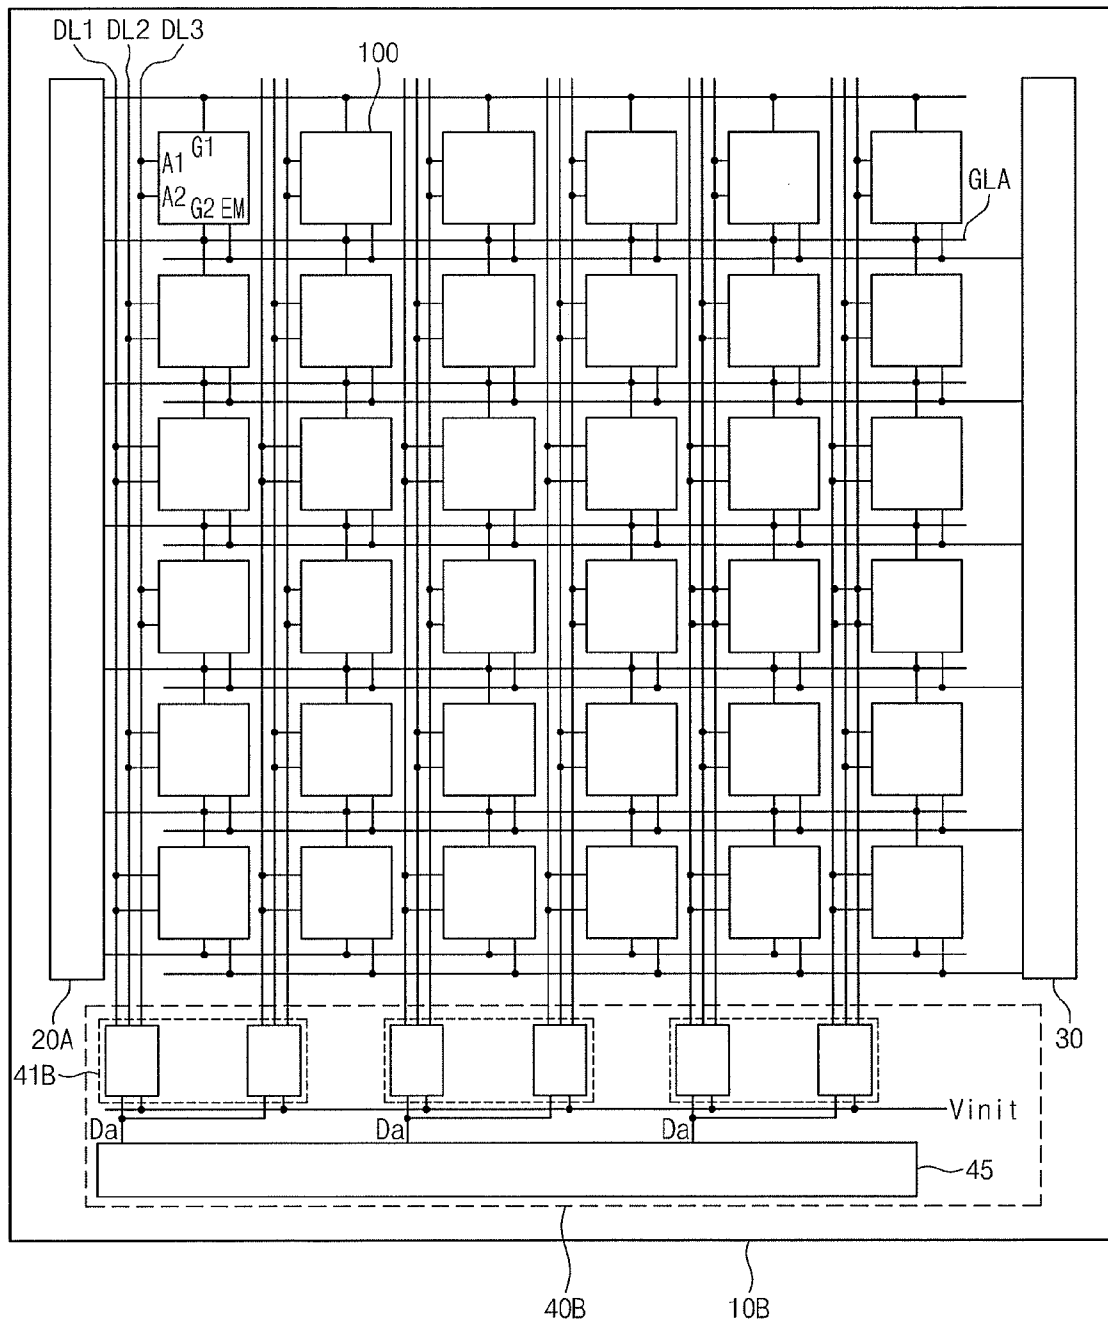 DL1 DL2 DL3
100
G1
A1
A2
G2 EM
GLA
20A
30
41B
Vinit
Da Da Da
45
40B
10B